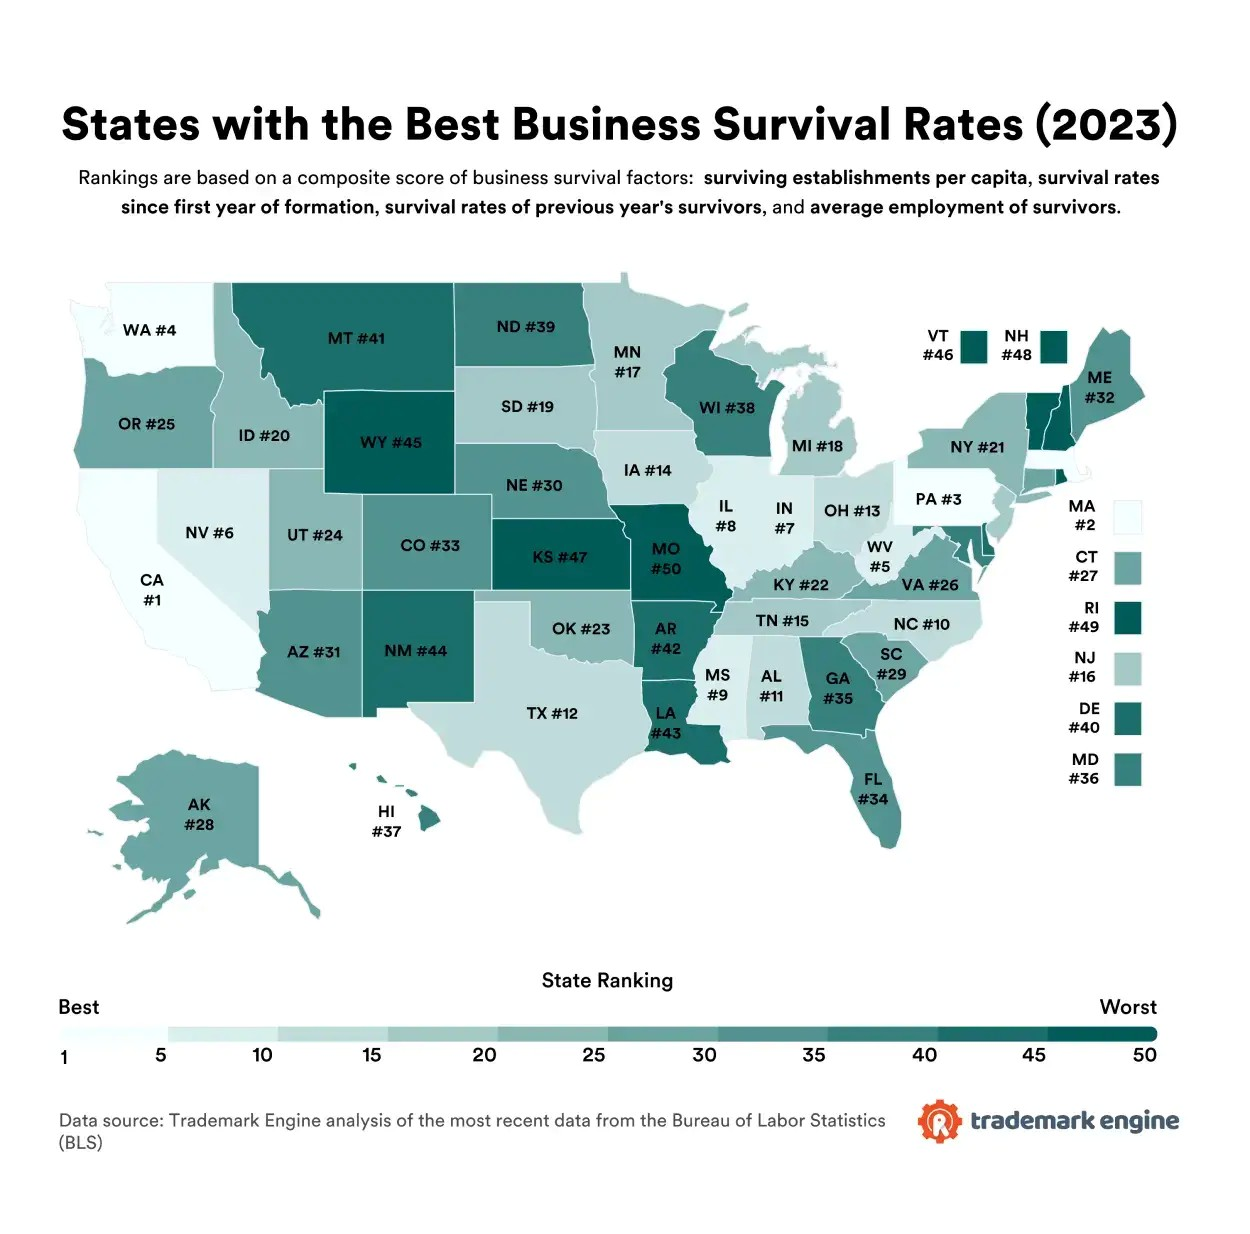 States with the Best Business Survival Rates (2023)
Rankings are based on a composite score of business survival factors: surviving establishments per capita, survival rates
since first year of formation, survival rates of previous year's survivors, and average employment of survivors.
WA #4
MT #41
ND #39
MN
#17
VT
#46
NH
#48
ME
#32
OR #25
ID #20
WY #45
SD #19
WI #38
MI #18
NY #21
IA #14
NE #30
PA #3
MA
#2
NV #6
UT #24
CO #33
KS #47
MO
#50
IL
#8
IN
#7
OH #13
WV
#5
VA #26
KY #22
CT
#27
CA
#1
RI
#49
AZ #31
NM #44
OK #23
AR
#42
TN #15
NC #10
SC
#29
NJ
#16
TX #12
LA
#43
MS
#9
AL
#11
GA
#35
DE
#40
FL
#34
MD
#36
AK
#28
HI
#37
State Ranking
Best
Worst
1 5 10 15 20 25 30 35 40 45 50
Data source: Trademark Engine analysis of the most recent data from the Bureau of Labor Statistics
(BLS)
R
trademark engine